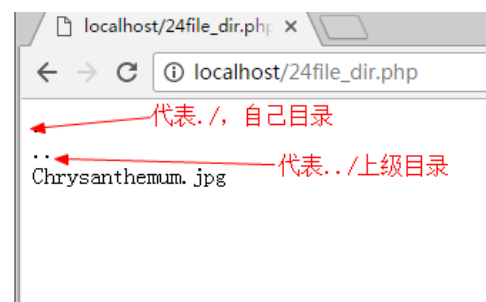 localhost/24file_dir.php
localhost/24file_dir.php
代表./，自己目录
..
代表../上级目录
Chrysanthemum.jpg